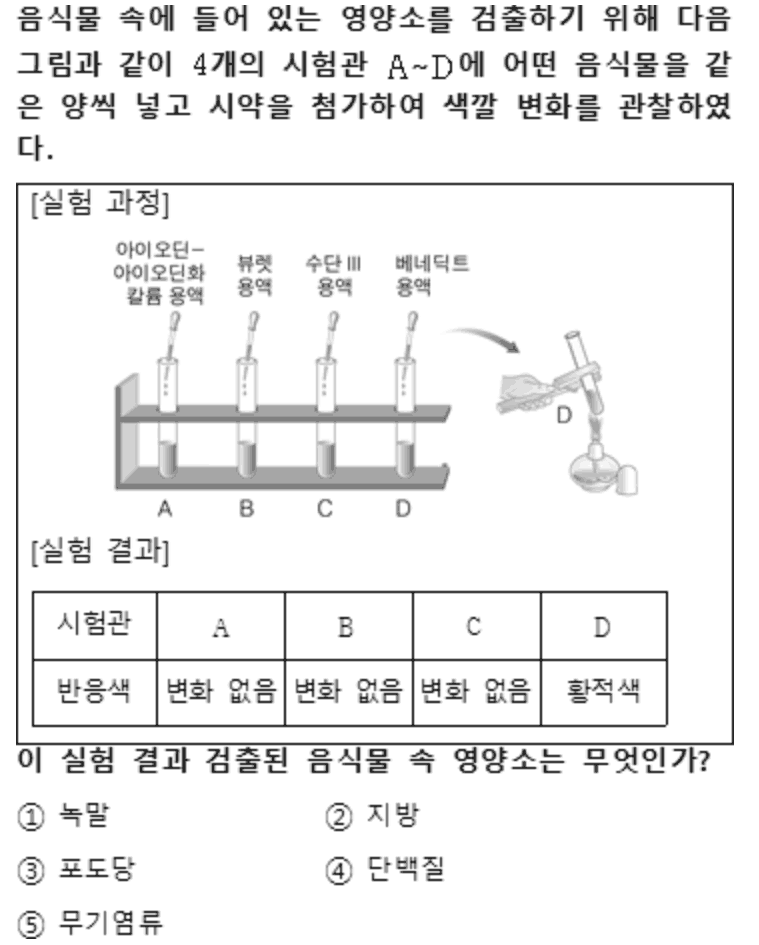 음식물 속에 들어 있는 영양소를 검출하기 위해 다음
그림과 같이 4개의 시험관 A~D에 어떤 음식물을 같
은 양씩 넣고 시약을 첨가하여 색깔 변화를 관찰하였
다.
[실험 과정]
아이오딘-
아이오딘화
칼륨 용액
뷰렛
용액
수단 III
용액
베네딕트
용액
D
A B C D
[실험 결과]
시험관 A B C D
반응색 변화 없음 변화 없음 변화 없음 황적색
이 실험 결과 검출된 음식물 속 영양소는 무엇인가?
① 녹말 ② 지방
③ 포도당 ④ 단백질
⑤ 무기염류